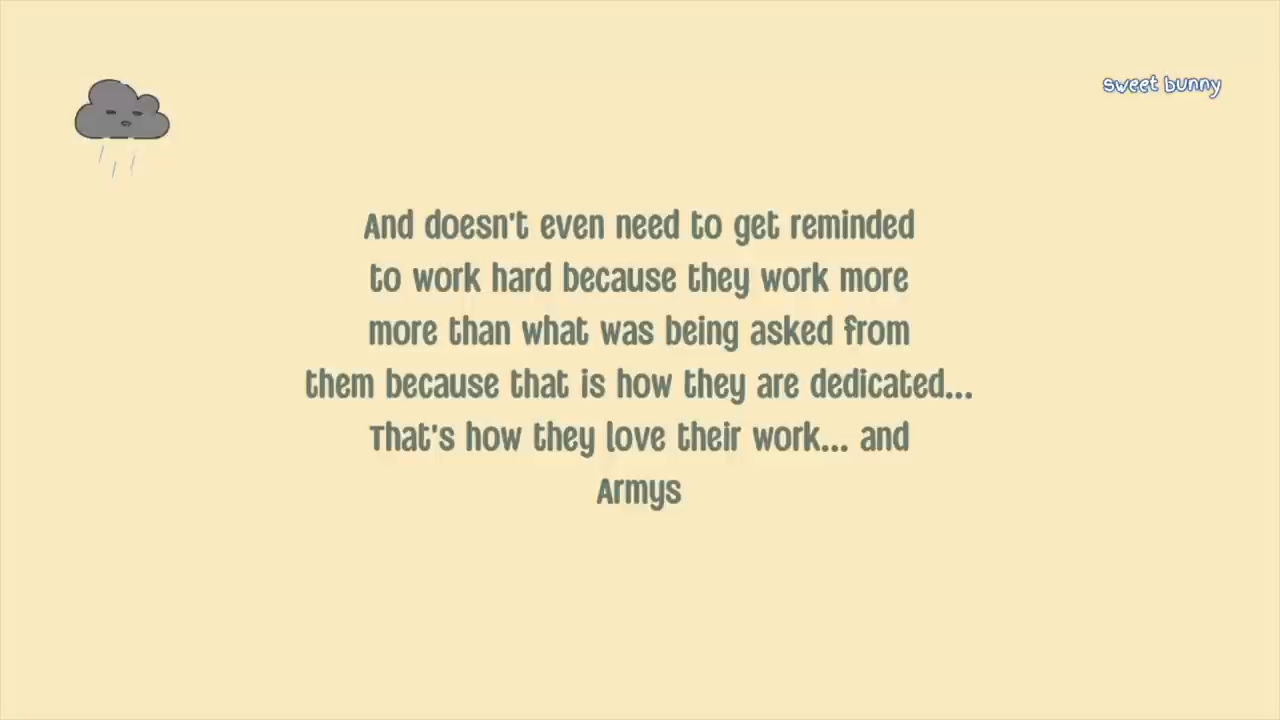 sweet bunny
And doesn't even need to get reminded
to work hard because they work more
more than what was being asked from
them because that is how they are dedicated...
That's how they love their work... and
Armys